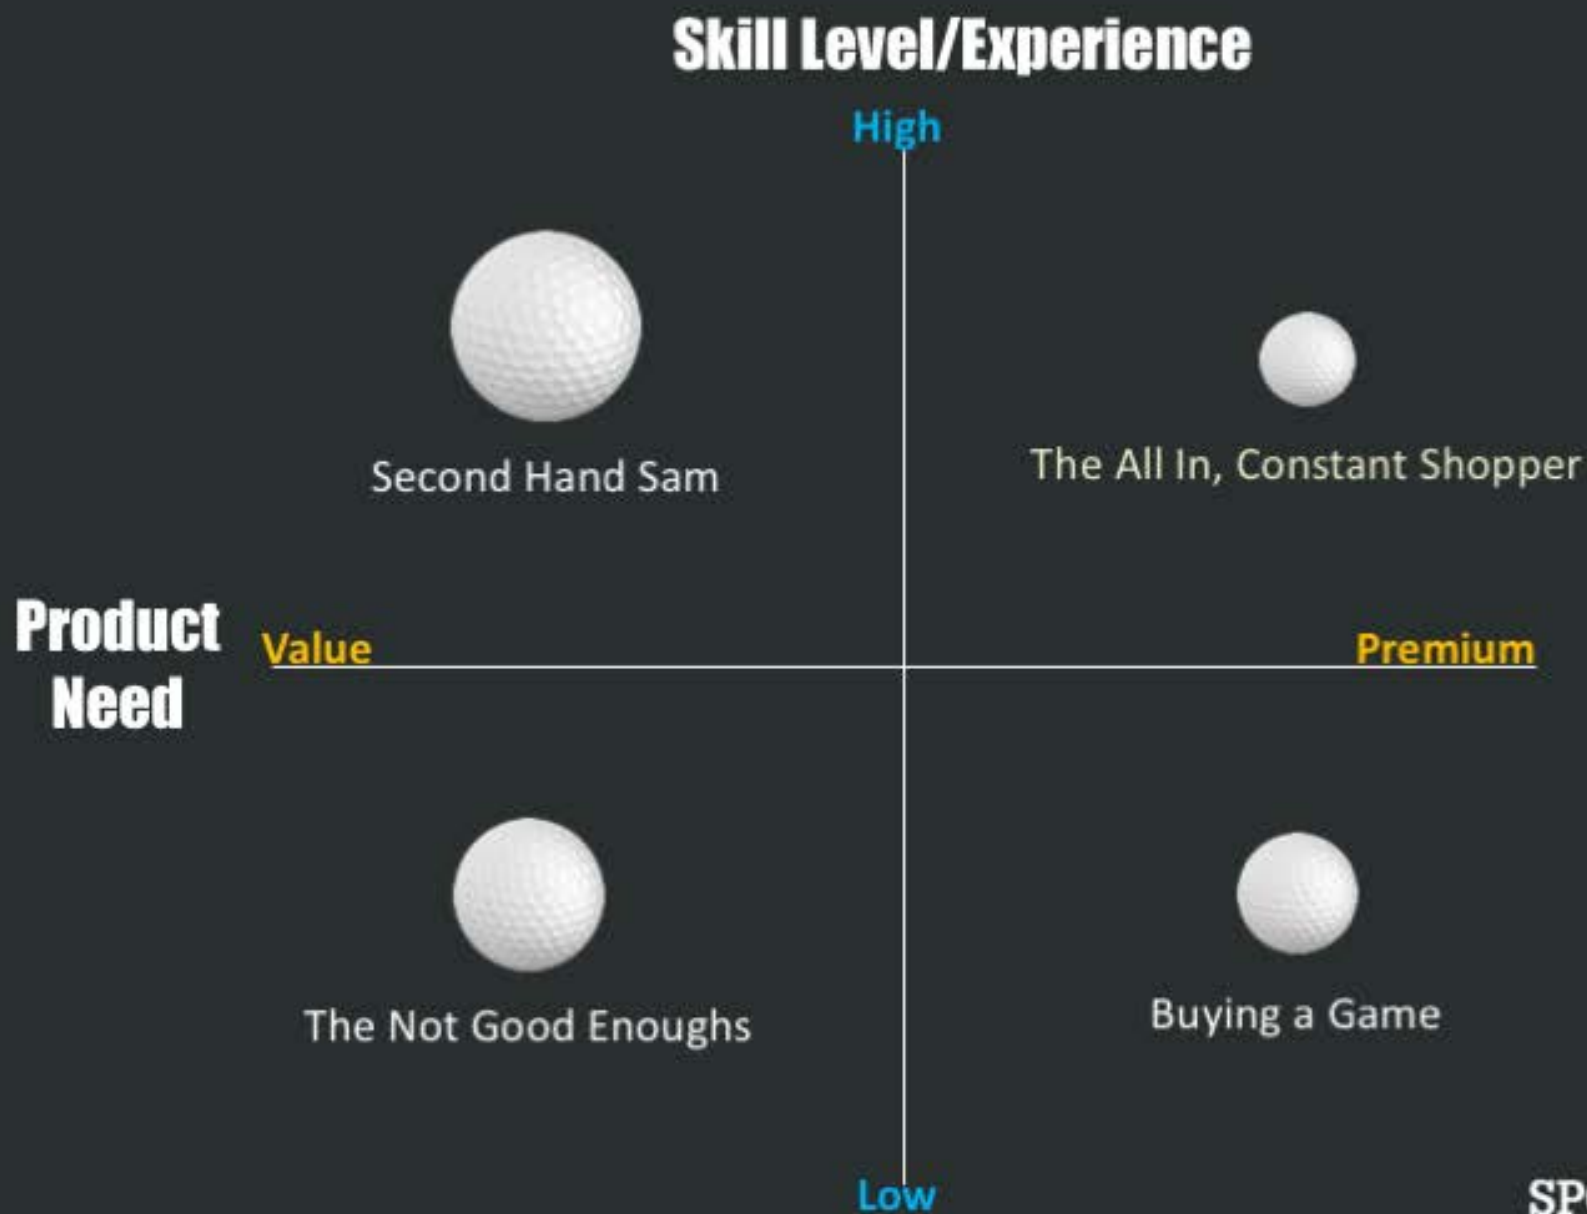 Skill Level/Experience
High
Second Hand Sam
The All In, Constant Shopper
Product
Need
Value
Premium
The Not Good Enoughs
Buying a Game
Low